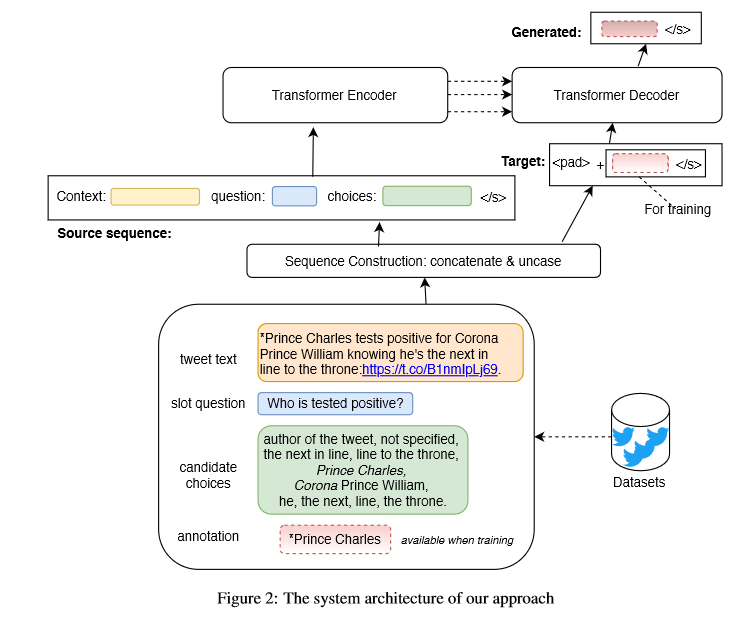 Generated:
</s>
Transformer Encoder
Transformer Decoder
Target:
<pad> +
</s>
For training
Context:
question:
choices:
</s>
Source sequence:
Sequence Construction: concatenate & uncase
tweet text
*Prince Charles tests positive for Corona
Prince William knowing he's the next in
line to the throne:https://t.co/B1nmIpLj69.
slot question
Who is tested positive?
candidate
choices
author of the tweet, not specified,
the next in line, line to the throne,
Prince Charles,
Corona Prince William,
he, the next, line, the throne.
annotation
*Prince Charles
available when training
Datasets
Figure 2: The system architecture of our approach